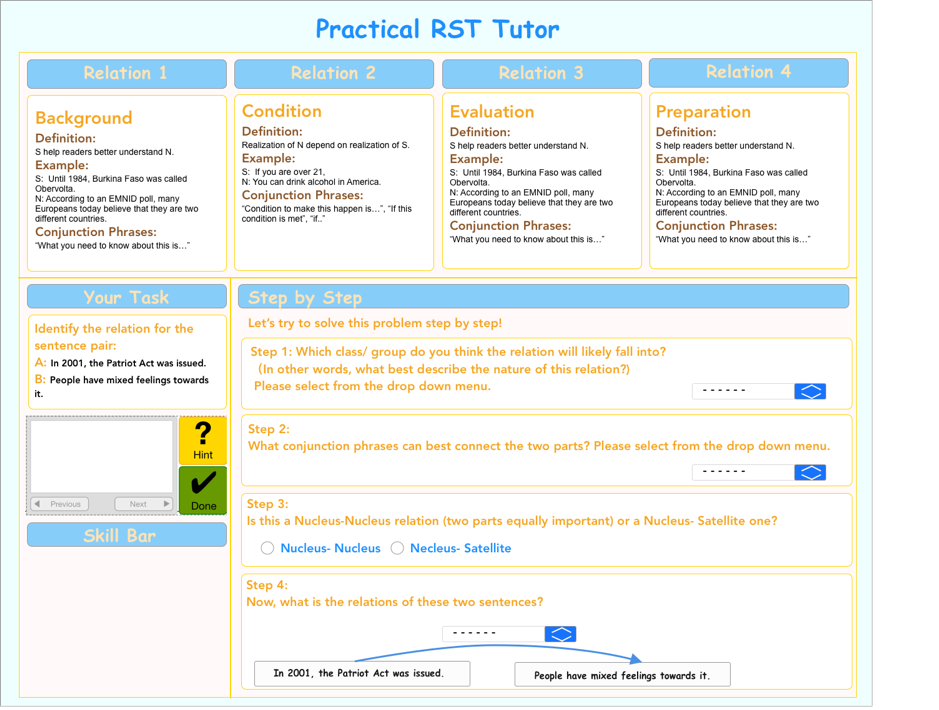 Practical RST Tutor
Relation 1
Relation 2
Relation 3
Relation 4
Background
Definition:
S help readers better understand N.
Example:
S:  Until 1984, Burkina Faso was called
Obervolta.
N: According to an EMNID poll, many
Europeans today believe that they are two
different countries.
Conjunction Phrases:
“What you need to know about this is…”
Condition
Definition:
Realization of N depend on realization of S.
Example:
S:  If you are over 21,
N: You can drink alcohol in America.
Conjunction Phrases:
“Condition to make this happen is…”, “If this
condition is met”, “if..”
Evaluation
Definition:
S help readers better understand N.
Example:
S:  Until 1984, Burkina Faso was called
Obervolta.
N: According to an EMNID poll, many
Europeans today believe that they are two
different countries.
Conjunction Phrases:
“What you need to know about this is…”
Preparation
Definition:
S help readers better understand N.
Example:
S:  Until 1984, Burkina Faso was called
Obervolta.
N: According to an EMNID poll, many
Europeans today believe that they are two
different countries.
Conjunction Phrases:
“What you need to know about this is…”
Your Task
Identify the relation for the
sentence pair:
A: In 2001, the Patriot Act was issued.
B: People have mixed feelings towards
it.
?
Hint
Done
Previous
Next
Skill Bar
Step by Step
Let’s try to solve this problem step by step!
Step 1: Which class/ group do you think the relation will likely fall into?
(In other words, what best describe the nature of this relation?)
Please select from the drop down menu.
------
Step 2:
What conjunction phrases can best connect the two parts? Please select from the drop down menu.
------
Step 3:
Is this a Nucleus-Nucleus relation (two parts equally important) or a Nucleus- Satellite one?
Nucleus- Nucleus
Necleus- Satellite
Step 4:
Now, what is the relations of these two sentences?
------
In 2001, the Patriot Act was issued.
People have mixed feelings towards it.